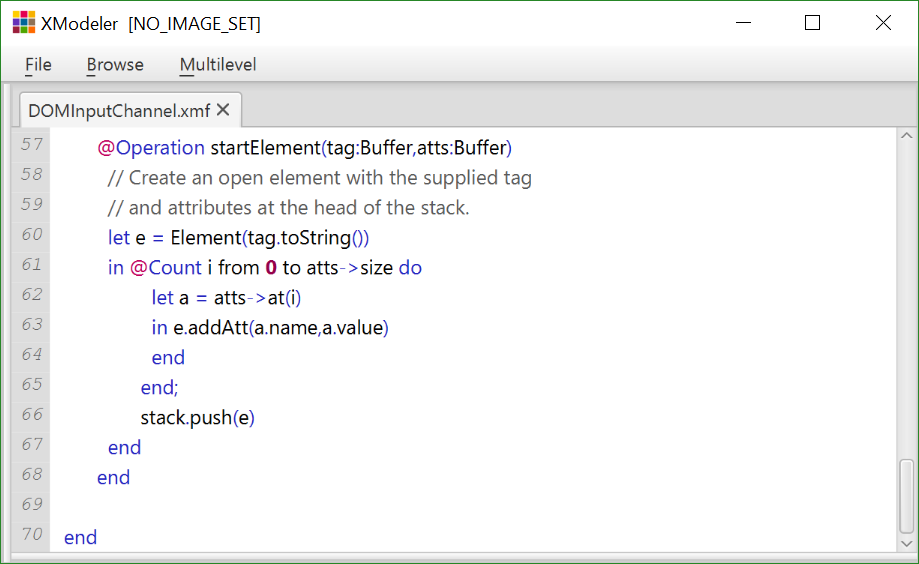 XModeler [NO_IMAGE_SET]
File Browse Multilevel
DOMInputChannel.xmf
57 @Operation startElement(tag:Buffer,atts:Buffer)
58 // Create an open element with the supplied tag
59 // and attributes at the head of the stack.
60 let e = Element(tag.toString())
61 in @Count i from 0 to atts->size do
62 let a = atts->at(i)
63 in e.addAtt(a.name,a.value)
64 end
65 end;
66 stack.push(e)
67 end
68 end
69
70 end